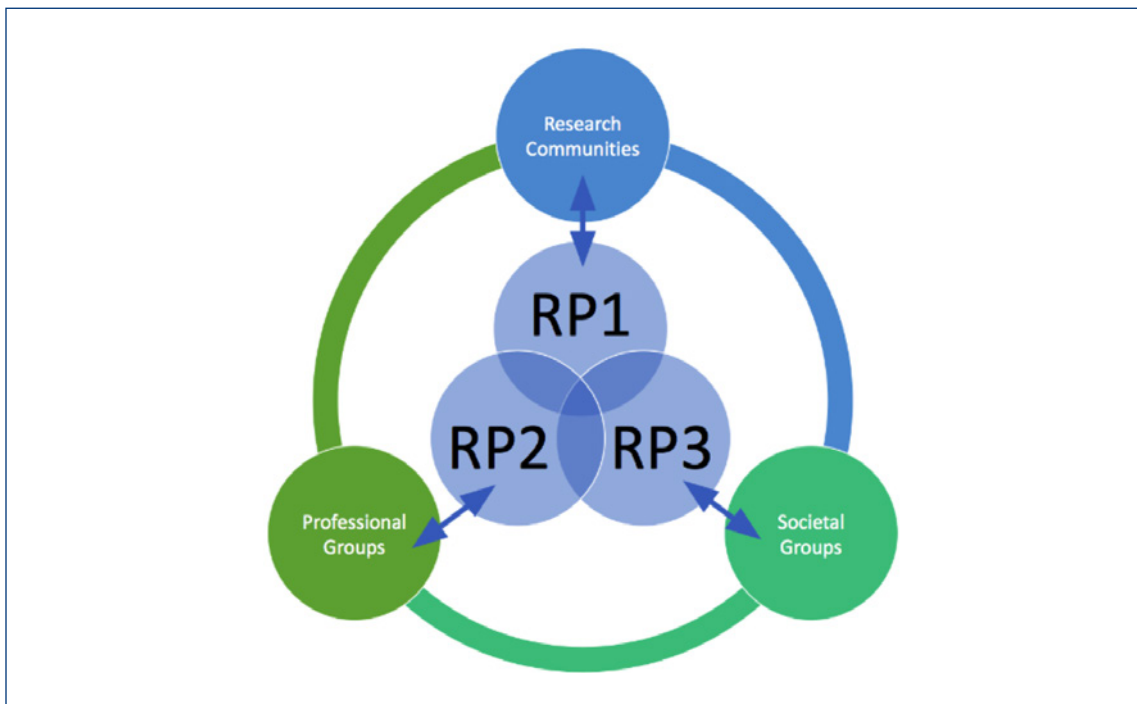 Research
Communities
RP1
RP2
RP3
Professional
Groups
Societal
Groups